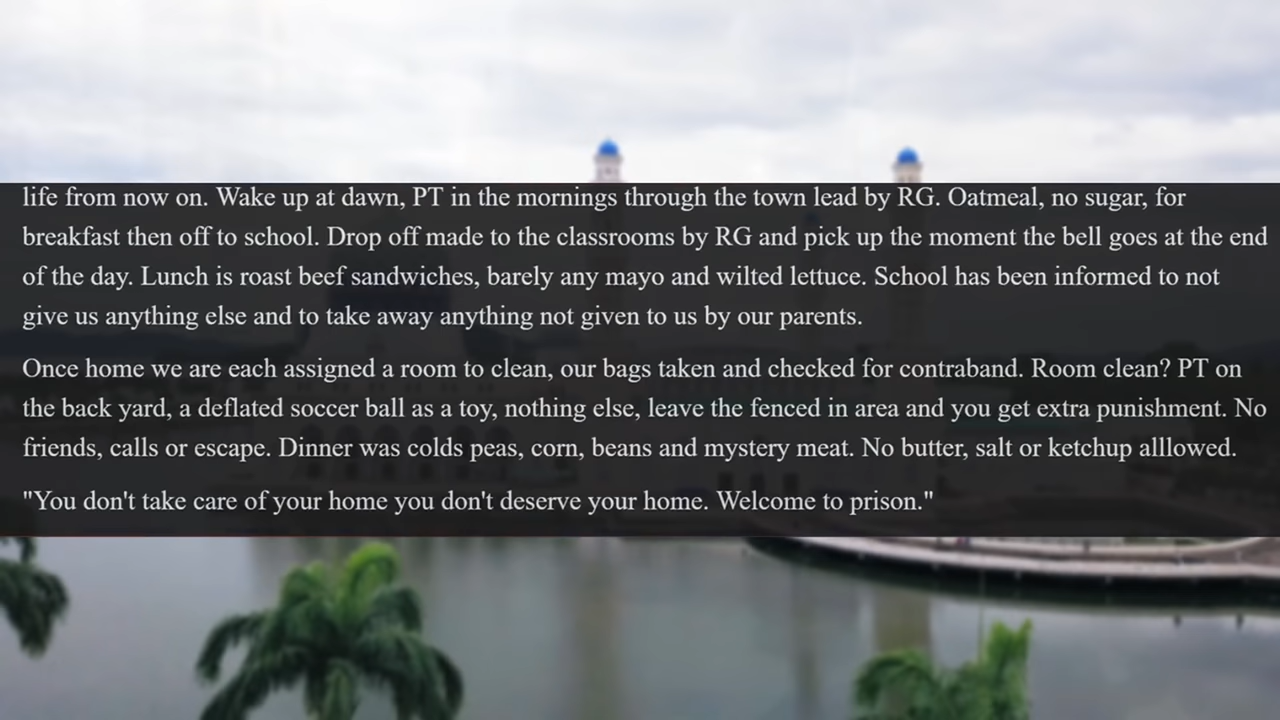 life from now on. Wake up at dawn, PT in the mornings through the town lead by RG. Oatmeal, no sugar, for
breakfast then off to school. Drop off made to the classrooms by RG and pick up the moment the bell goes at the end
of the day. Lunch is roast beef sandwiches, barely any mayo and wilted lettuce. School has been informed to not
give us anything else and to take away anything not given to us by our parents.
Once home we are each assigned a room to clean, our bags taken and checked for contraband. Room clean? PT on
the back yard, a deflated soccer ball as a toy, nothing else, leave the fenced in area and you get extra punishment. No
friends, calls or escape. Dinner was colds peas, corn, beans and mystery meat. No butter, salt or ketchup alllowed.
"You don't take care of your home you don't deserve your home. Welcome to prison."